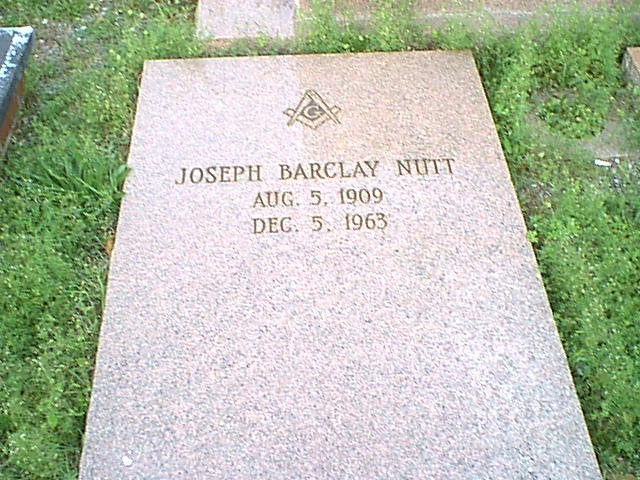 G
JOSEPH BARCLAY NUTT
AUG. 5, 1909
DEC. 5, 1963